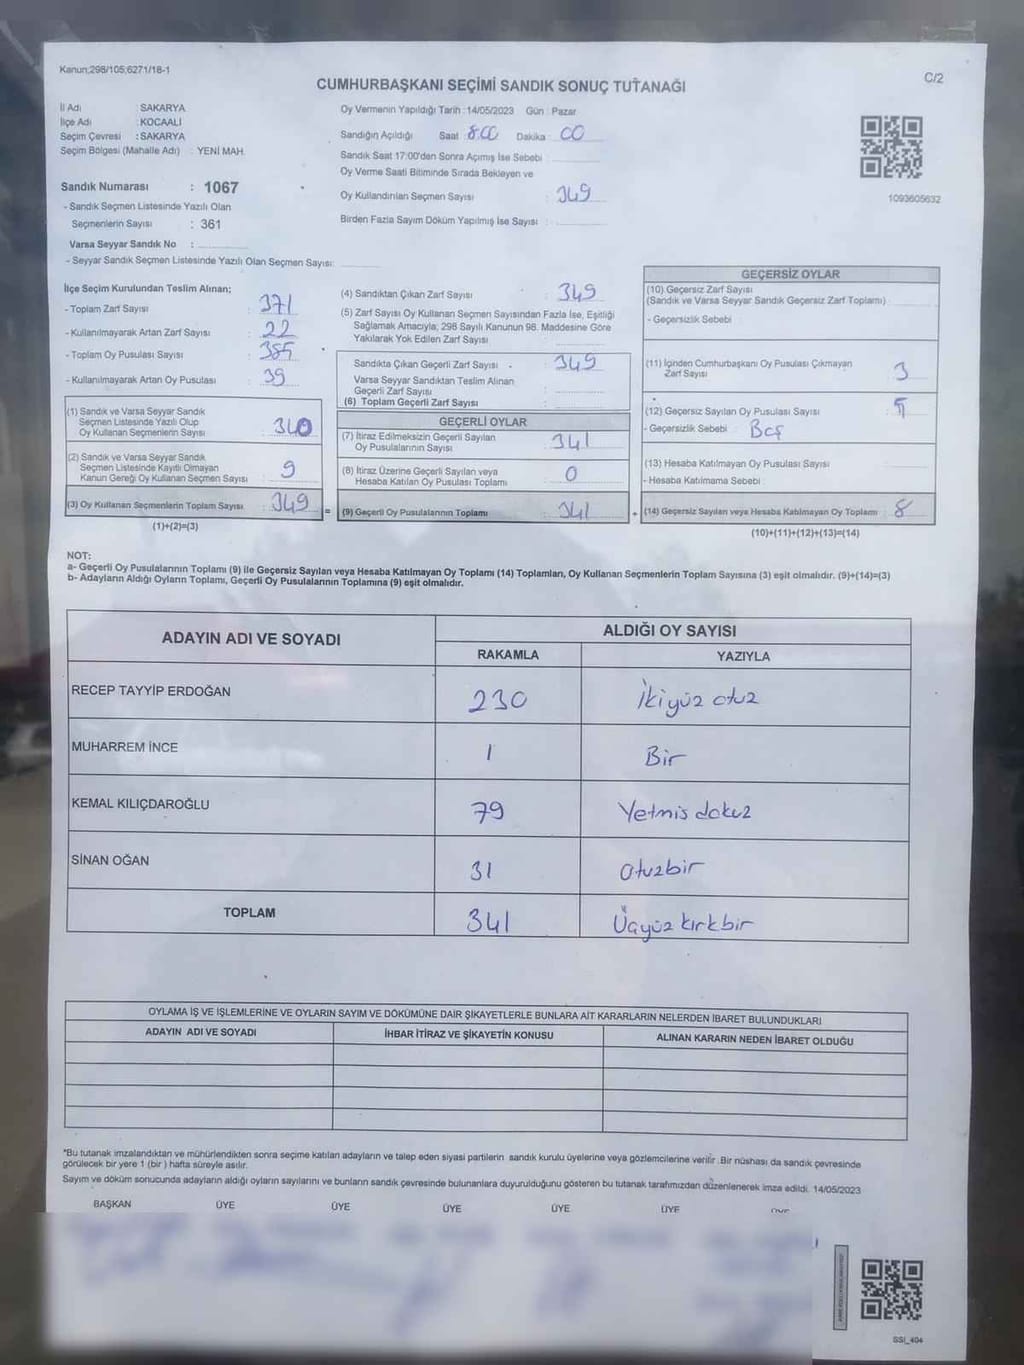 Kanun;298/105;6271/18-1
C/2
CUMHURBAŞKANI SEÇİMİ SANDIK SONUÇ TUTANAĞI
İl Adı : SAKARYA
İlçe Adı : KOCAALİ
Seçim Çevresi : SAKARYA
Seçim Bölgesi (Mahalle Adı) : YENİ MAH.
Sandık Numarası : 1067
- Sandık Seçmen Listesinde Yazılı Olan
Seçmenlerin Sayısı : 361
Varsa Seyyar Sandık No :
- Seyyar Sandık Seçmen Listesinde Yazılı Olan Seçmen Sayısı:
Oy Vermenin Yapıldığı Tarih : 14/05/2023 Gün : Pazar
Sandığın Açıldığı Saat 8.00 Dakika 00
Sandık Saat 17:00'den Sonra Açımış İse Sebebi
Oy Verme Saati Bitiminde Sırada Bekleyen ve
Oy Kullandırılan Seçmen Sayısı : 349
Birden Fazla Sayım Döküm Yapılmış İse Sayısı :
1093605632
İlçe Seçim Kurulundan Teslim Alınan;
- Toplam Zarf Sayısı : 371
- Kullanılmayarak Artan Zarf Sayısı : 22
- Toplam Oy Pusulası Sayısı : 385
- Kullanılmayarak Artan Oy Pusulası : 39
(1) Sandık ve Varsa Seyyar Sandık
Seçmen Listesinde Yazılı Olup
Oy Kullanan Seçmenlerin Sayısı : 340
(2) Sandık ve Varsa Seyyar Sandık
Seçmen Listesinde Kayıtlı Olmayan
Kanun Gereği Oy Kullanan Seçmen Sayısı : 9
(3) Oy Kullanan Seçmenlerin Toplam Sayısı : 349
(1)+(2)=(3)
=
(4) Sandıktan Çıkan Zarf Sayısı : 349
(5) Zarf Sayısı Oy Kullanan Seçmen Sayısından Fazla İse, Eşitliği
Sağlamak Amacıyla, 298 Sayılı Kanunun 98. Maddesine Göre
Yakılarak Yok Edilen Zarf Sayısı
Sandıkta Çıkan Geçerli Zarf Sayısı 349
Varsa Seyyar Sandıktan Teslim Alınan
Geçerli Zarf Sayısı
(6) Toplam Geçerli Zarf Sayısı
GEÇERLİ OYLAR
(7) İtiraz Edilmeksizin Geçerli Sayılan
Oy Pusulalarının Sayısı : 341
(8) İtiraz Üzerine Geçerli Sayılan veya
Hesaba Katılan Oy Pusulası Toplamı : 0
(9) Geçerli Oy Pusulalarının Toplamı : 341
+
GEÇERSİZ OYLAR
(10) Geçersiz Zarf Sayısı
(Sandık ve Varsa Seyyar Sandık Geçersiz Zarf Toplamı)
- Geçersizlik Sebebi :
(11) İçinden Cumhurbaşkanı Oy Pusulası Çıkmayan
Zarf Sayısı : 3
(12) Geçersiz Sayılan Oy Pusulası Sayısı : 5
- Geçersizlik Sebebi :
(13) Hesaba Katılmayan Oy Pusulası Sayısı
- Hesaba Katılmama Sebebi :
(14) Geçersiz Sayılan veya Hesaba Katılmayan Oy Toplamı : 8
(10)+(11)+(12)+(13)=(14)
NOT:
a- Geçerli Oy Pusulalarının Toplamı (9) ile Geçersiz Sayılan veya Hesaba Katılmayan Oy Toplamı (14) Toplamları, Oy Kullanan Seçmenlerin Toplam Sayısına (3) eşit olmalıdır. (9)+(14)=(3)
b- Adayların Aldığı Oyların Toplamı, Geçerli Oy Pusulalarının Toplamına (9) eşit olmalıdır.
ADAYIN ADI VE SOYADI ALDIĞI OY SAYISI
RAKAMLA YAZIYLA
RECEP TAYYİP ERDOĞAN 230 İkiyüz otuz
MUHARREM İNCE 1 Bir
KEMAL KILIÇDAROĞLU 79 Yetmis dokuz
SİNAN OĞAN 31 Otuzbir
TOPLAM 341 Üçyüz kırkbir
OYLAMA İŞ VE İŞLEMLERİNE VE OYLARIN SAYIM VE DÖKÜMÜNE DAİR ŞİKAYETLERLE BUNLARA AİT KARARLARIN NELERDEN İBARET BULUNDUKLARI
ADAYIN ADI VE SOYADI İHBAR İTİRAZ VE ŞİKAYETİN KONUSU ALINAN KARARIN NEDEN İBARET OLDUĞU
*Bu tutanak imzalandıktan ve mühürlendikten sonra seçime katılan adayların ve talep eden siyasi partilerin sandık kurulu üyelerine veya gözlemcilerine verilir. Bir nüshası da sandık çevresinde
görülecek bir yere 1 (bir) hafta süreyle asılır.
Sayım ve döküm sonucunda adayların aldığı oyların sayılarını ve bunların sandık çevresinde bulunanlara duyurulduğunu gösteren bu tutanak tarafımızdan düzenlenerek imza edildi. 14/05/2023
BAŞKAN ÜYE ÜYE ÜYE ÜYE ÜYE ÜYE
SSI_404